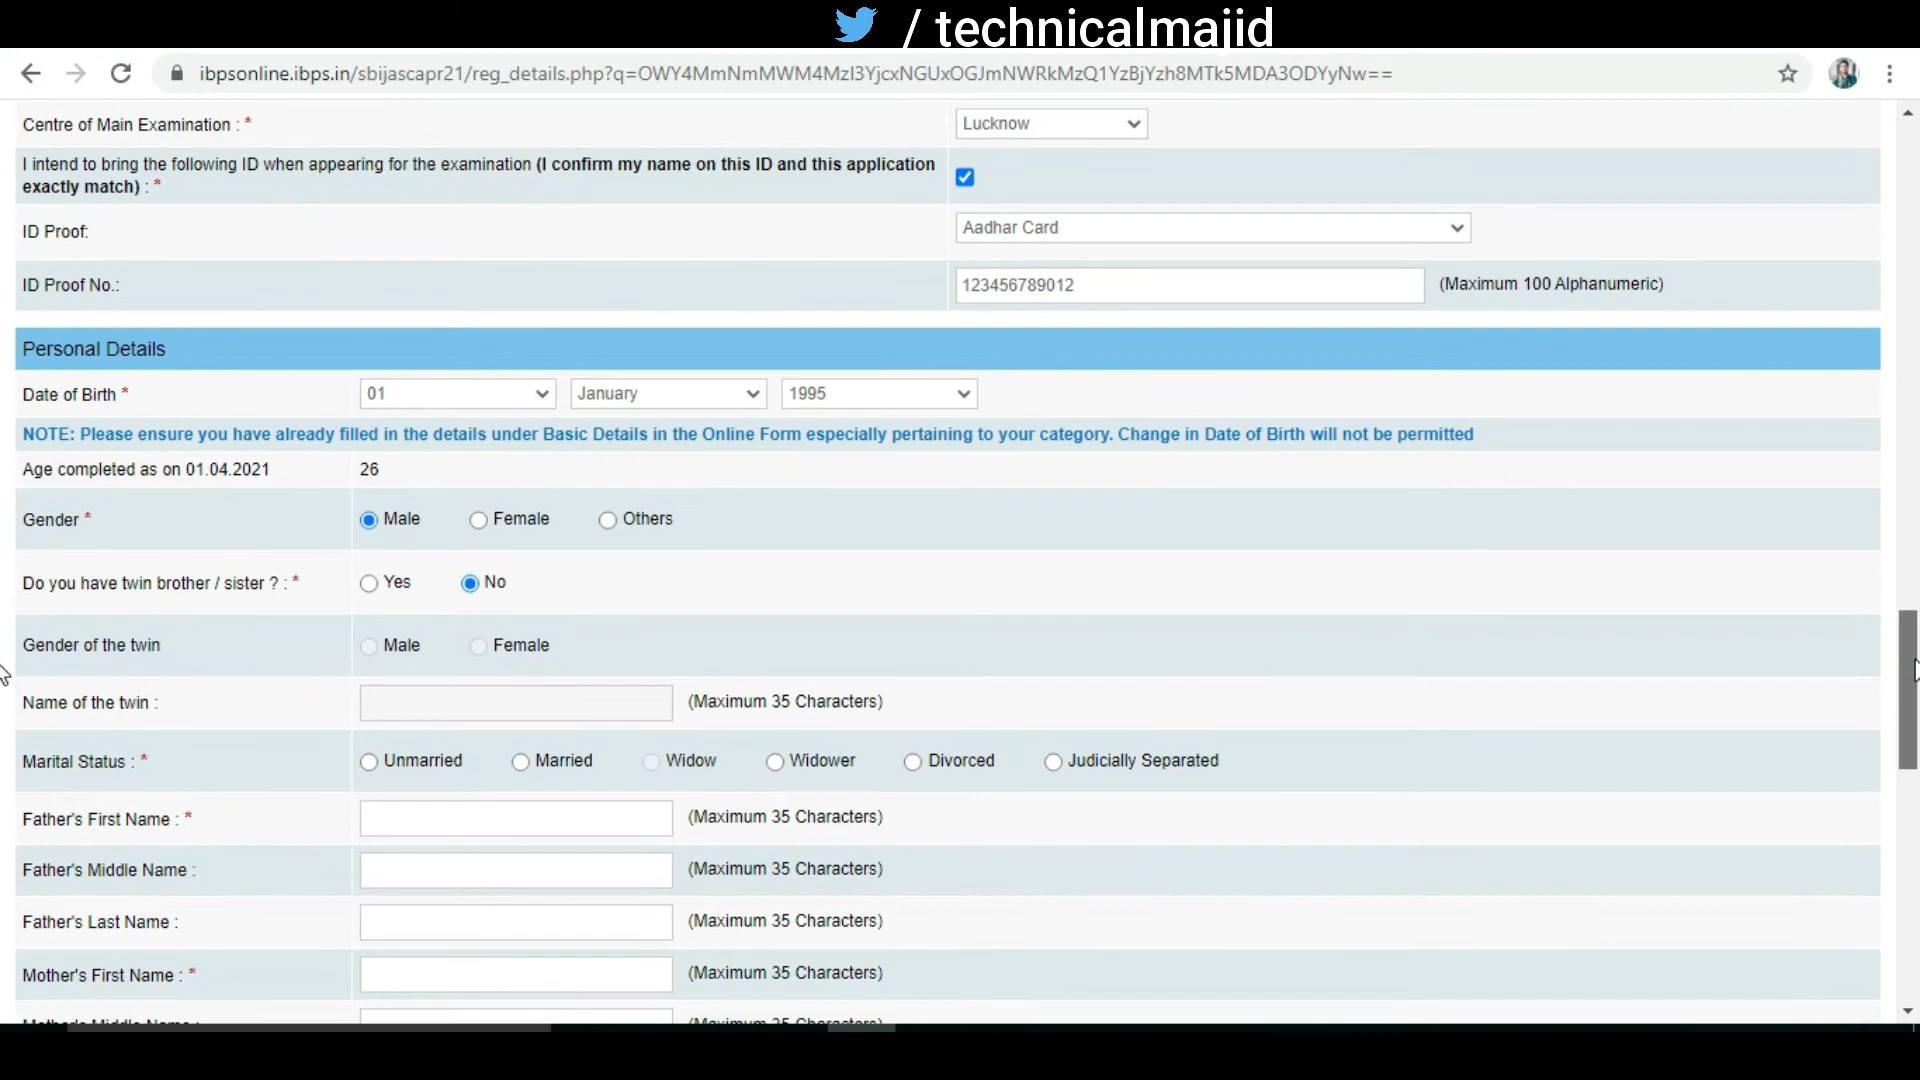 / technicalmajid
ibpsonline.ibps.in/sbijascapr21/reg_details.php?q=OWY4MmNmMWM4MzI3YjcxNGUxOGJmNWRkMzQ1YzBjYzh8MTk5MDA3ODYyNw==
Centre of Main Examination : * Lucknow
I intend to bring the following ID when appearing for the examination (I confirm my name on this ID and this application
exactly match) : *
ID Proof: Aadhar Card
ID Proof No.: 123456789012 (Maximum 100 Alphanumeric)
Personal Details
Date of Birth * 01 January 1995
NOTE: Please ensure you have already filled in the details under Basic Details in the Online Form especially pertaining to your category. Change in Date of Birth will not be permitted
Age completed as on 01.04.2021 26
Gender * Male Female Others
Do you have twin brother / sister ? : * Yes No
Gender of the twin Male Female
Name of the twin : (Maximum 35 Characters)
Marital Status : * Unmarried Married Widow Widower Divorced Judicially Separated
Father's First Name : * (Maximum 35 Characters)
Father's Middle Name : (Maximum 35 Characters)
Father's Last Name : (Maximum 35 Characters)
Mother's First Name : * (Maximum 35 Characters)
Mother's Middle Name : (Maximum 35 Characters)